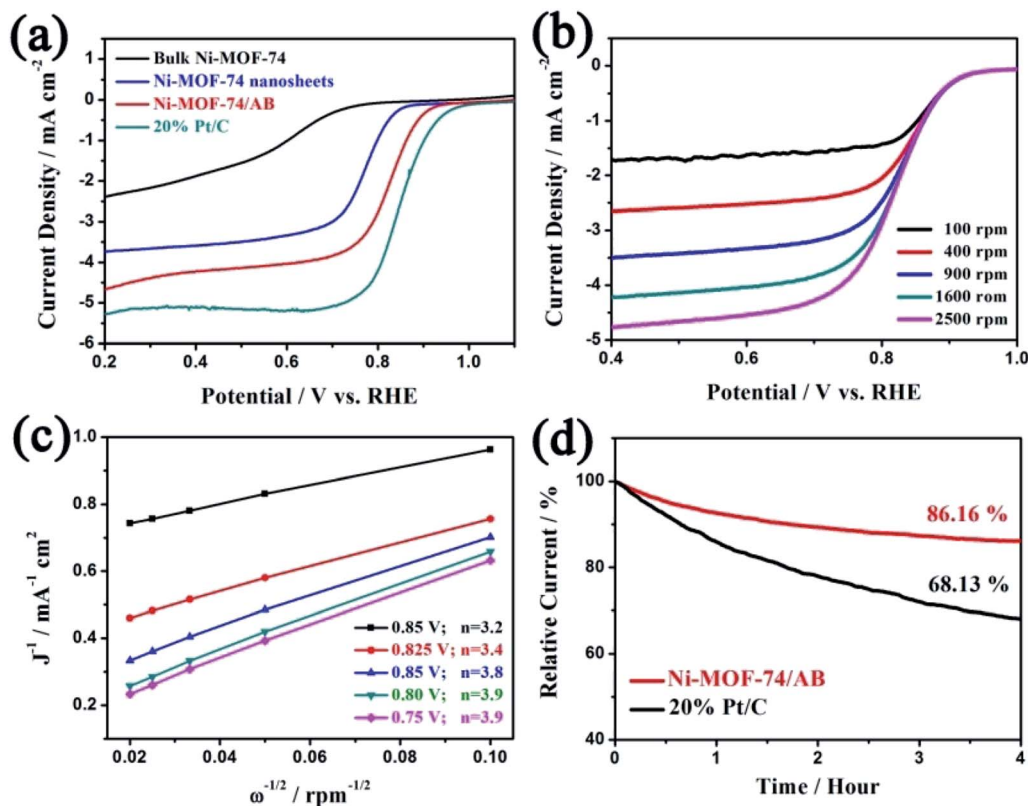 (a)
Bulk Ni-MOF-74
Ni-MOF-74 nanosheets
Ni-MOF-74/AB
20% Pt/C
Current Density / mA cm-2
1
0
-1
-2
-3
-4
-5
-6
0.2 0.4 0.6 0.8 1.0
Potential / V vs. RHE
(b)
100 rpm
400 rpm
900 rpm
1600 rom
2500 rpm
Current Density / mA cm-2
0
-1
-2
-3
-4
-5
0.4 0.6 0.8 1.0
Potential / V vs. RHE
(c)
J-1 / mA-1 cm2
1.0
0.8
0.6
0.4
0.2
0.85 V; n=3.2
0.825 V; n=3.4
0.85 V; n=3.8
0.80 V; n=3.9
0.75 V; n=3.9
0.02 0.04 0.06 0.08 0.10
ω-1/2 / rpm-1/2
(d)
Relative Current / %
100
80
60
40
86.16 %
68.13 %
Ni-MOF-74/AB
20% Pt/C
0 1 2 3 4
Time / Hour